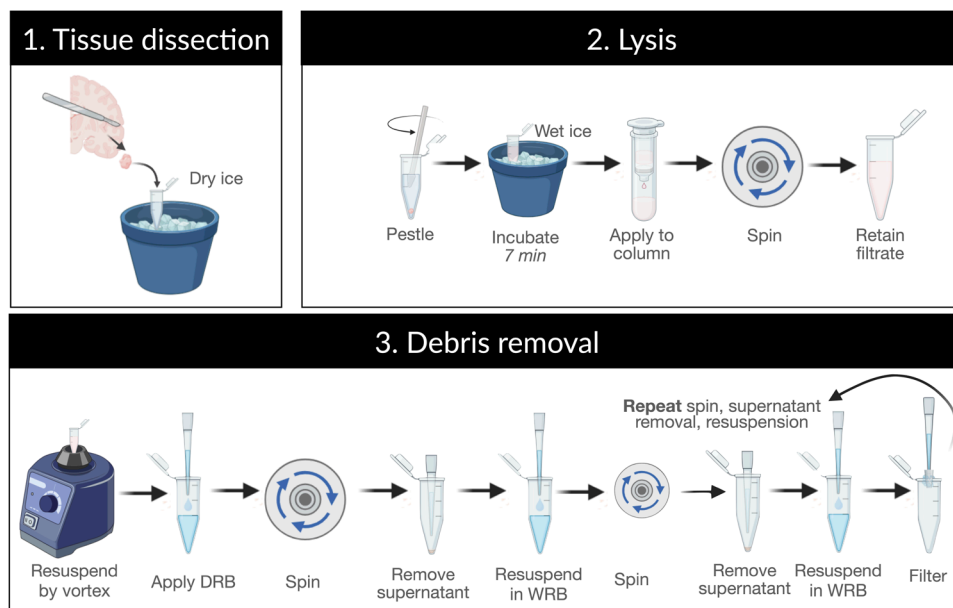 1. Tissue dissection
Dry ice
2. Lysis
Wet ice
Pestle
Incubate
7 min
Apply to
column
Spin
Retain
filtrate
3. Debris removal
Repeat spin, supernatant
removal, resuspension
Resuspend
by vortex
Apply DRB
Spin
Remove
supernatant
Resuspend
in WRB
Spin
Remove
supernatant
Resuspend
in WRB
Filter